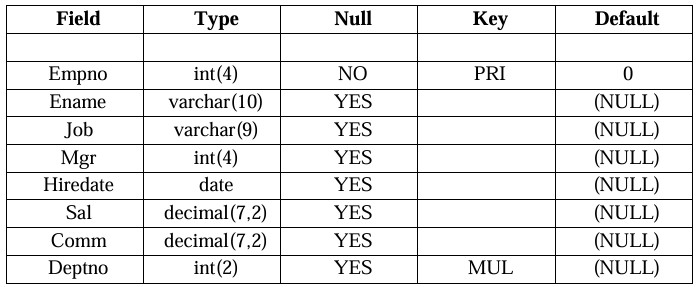 Field Type Null Key Default
Empno int(4) NO PRI 0
Ename varchar(10) YES (NULL)
Job varchar(9) YES (NULL)
Mgr int(4) YES (NULL)
Hiredate date YES (NULL)
Sal decimal(7,2) YES (NULL)
Comm decimal(7,2) YES (NULL)
Deptno int(2) YES MUL (NULL)